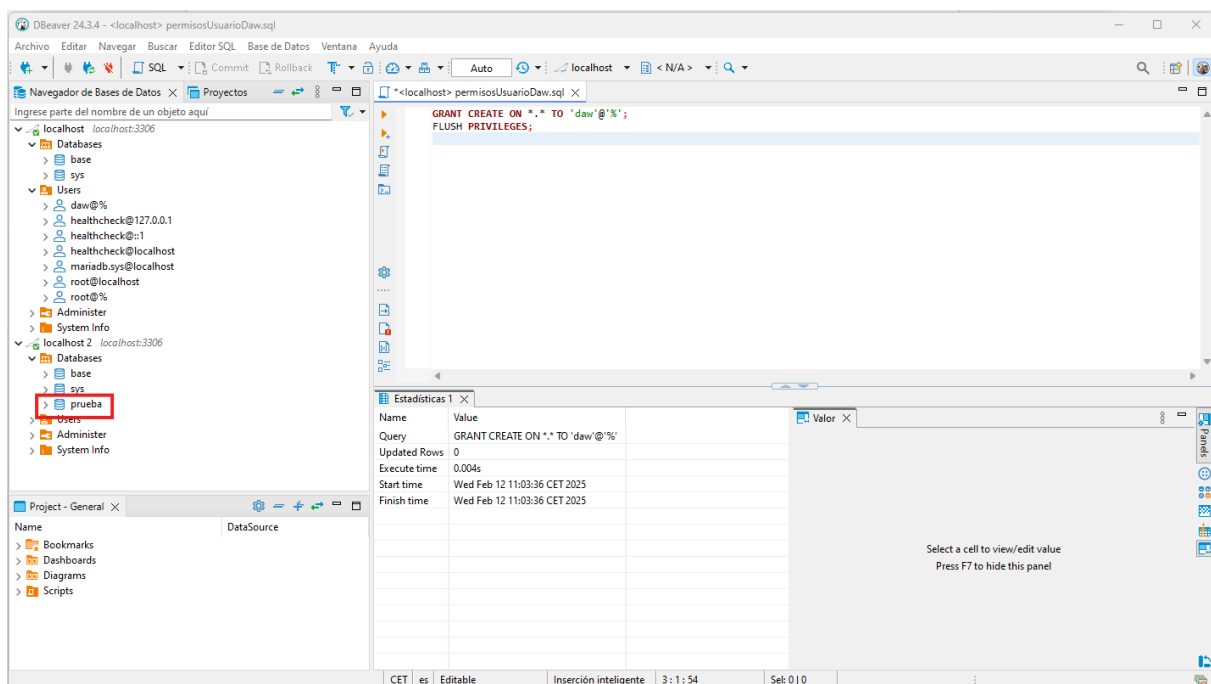 DBeaver 24.3.4 - <localhost> permisosUsuarioDaw.sql
Archivo Editar Navegar Buscar Editor SQL Base de Datos Ventana Ayuda
SQL Commit Rollback Auto localhost < N/A >
Navegador de Bases de Datos Proyectos
Ingrese parte del nombre de un objeto aquí
localhost localhost:3306
Databases
base
sys
Users
daw@%
healthcheck@127.0.0.1
healthcheck@::1
healthcheck@localhost
mariadb.sys@localhost
root@localhost
root@%
Administer
System Info
localhost 2 localhost:3306
Databases
base
sys
prueba
Users
Administer
System Info
Project - General
Name DataSource
Bookmarks
Dashboards
Diagrams
Scripts
*<localhost> permisosUsuarioDaw.sql
GRANT CREATE ON *.* TO 'daw'@'%';
FLUSH PRIVILEGES;
Estadísticas 1
Name Value
Query GRANT CREATE ON *.* TO 'daw'@'%'
Updated Rows 0
Execute time 0.004s
Start time Wed Feb 12 11:03:36 CET 2025
Finish time Wed Feb 12 11:03:36 CET 2025
Valor
Select a cell to view/edit value
Press F7 to hide this panel
Panels
CET es Editable Inserción inteligente 3 : 1 : 54 Sel: 0 | 0